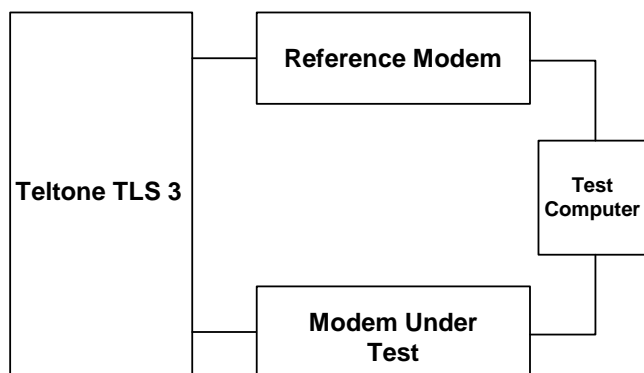 Reference Modem
Teltone TLS 3
Test
Computer
Modem Under
Test